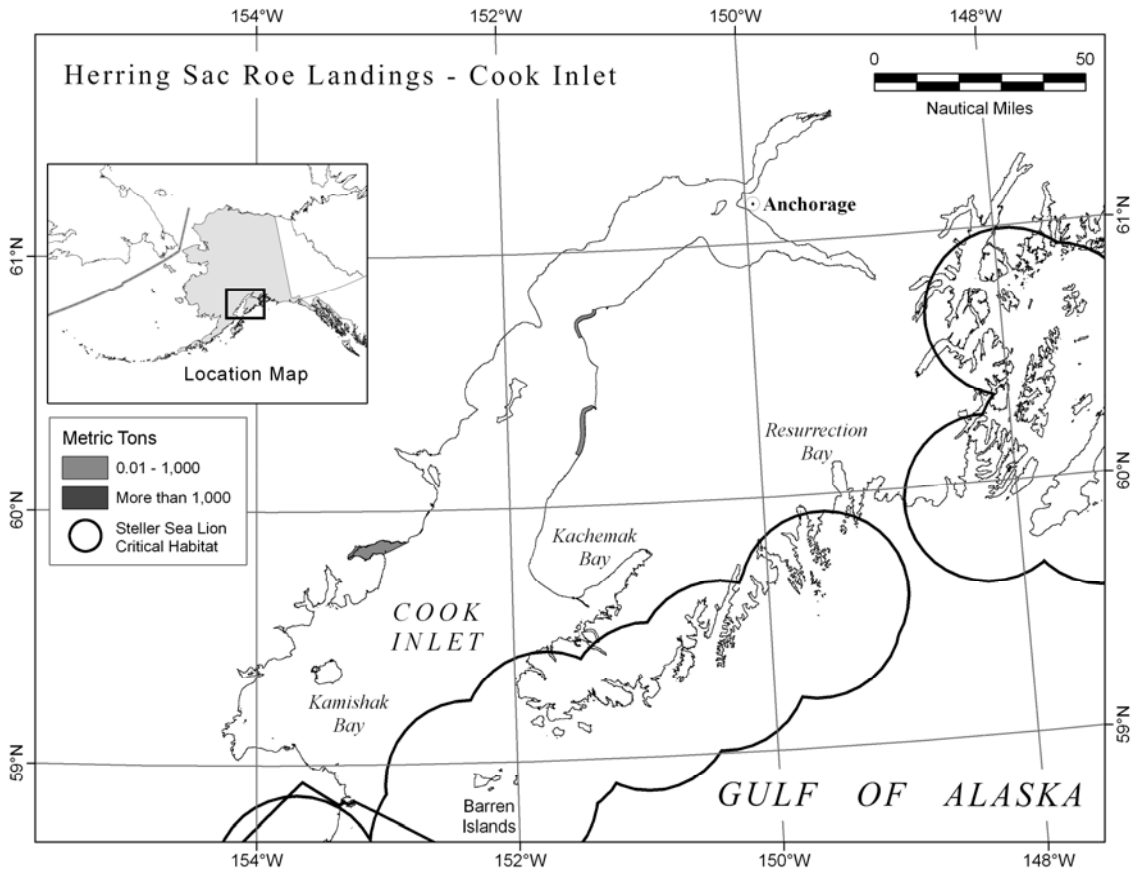 154°W
152°W
150°W
148°W
Herring Sac Roe Landings - Cook Inlet
0
50
Nautical Miles
Anchorage
61°N
61°N
Location Map
Metric Tons
0.01 - 1,000
More than 1,000
Steller Sea Lion
Critical Habitat
Resurrection
Bay
60°N
60°N
Kachemak
Bay
COOK
INLET
Kamishak
Bay
59°N
59°N
Barren
Islands
GULF OF ALASKA
154°W
152°W
150°W
148°W